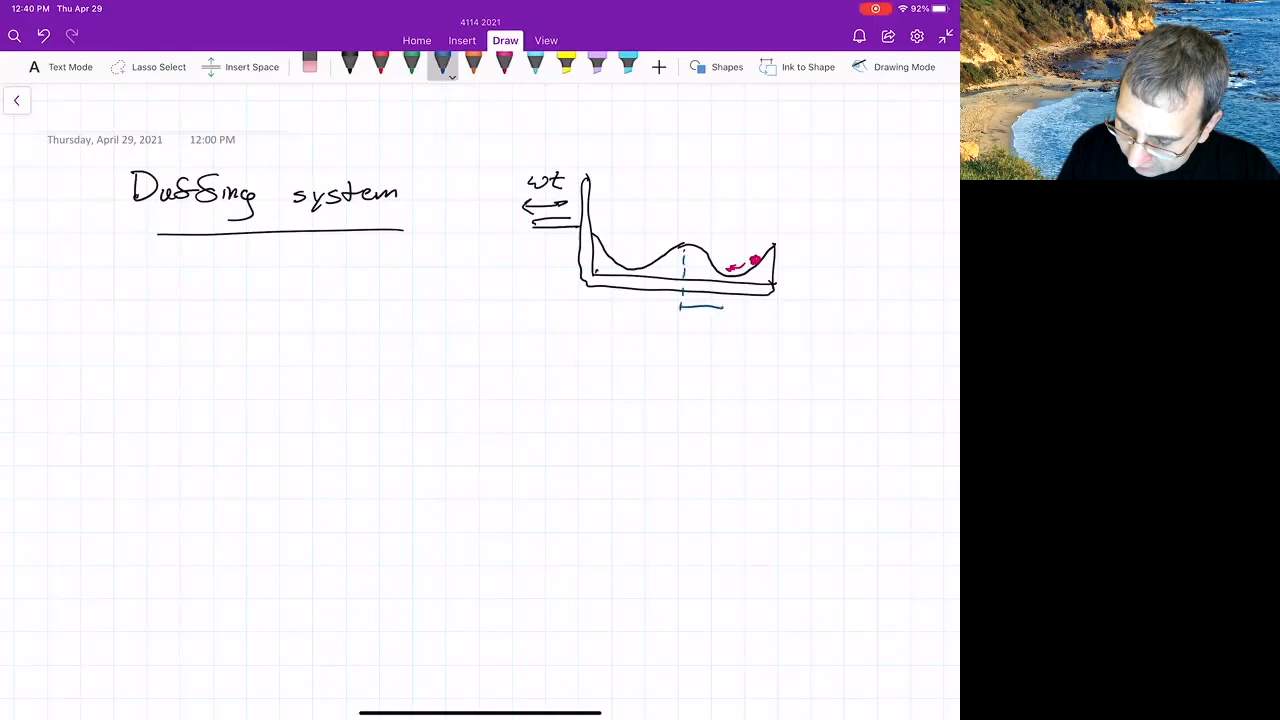 12:40 PM Thu Apr 29
92%
4114 2021
Home Insert Draw View
A Text Mode Lasso Select Insert Space Shapes Ink to Shape Drawing Mode
Thursday, April 29, 2021 12:00 PM
Duffing system
ωt